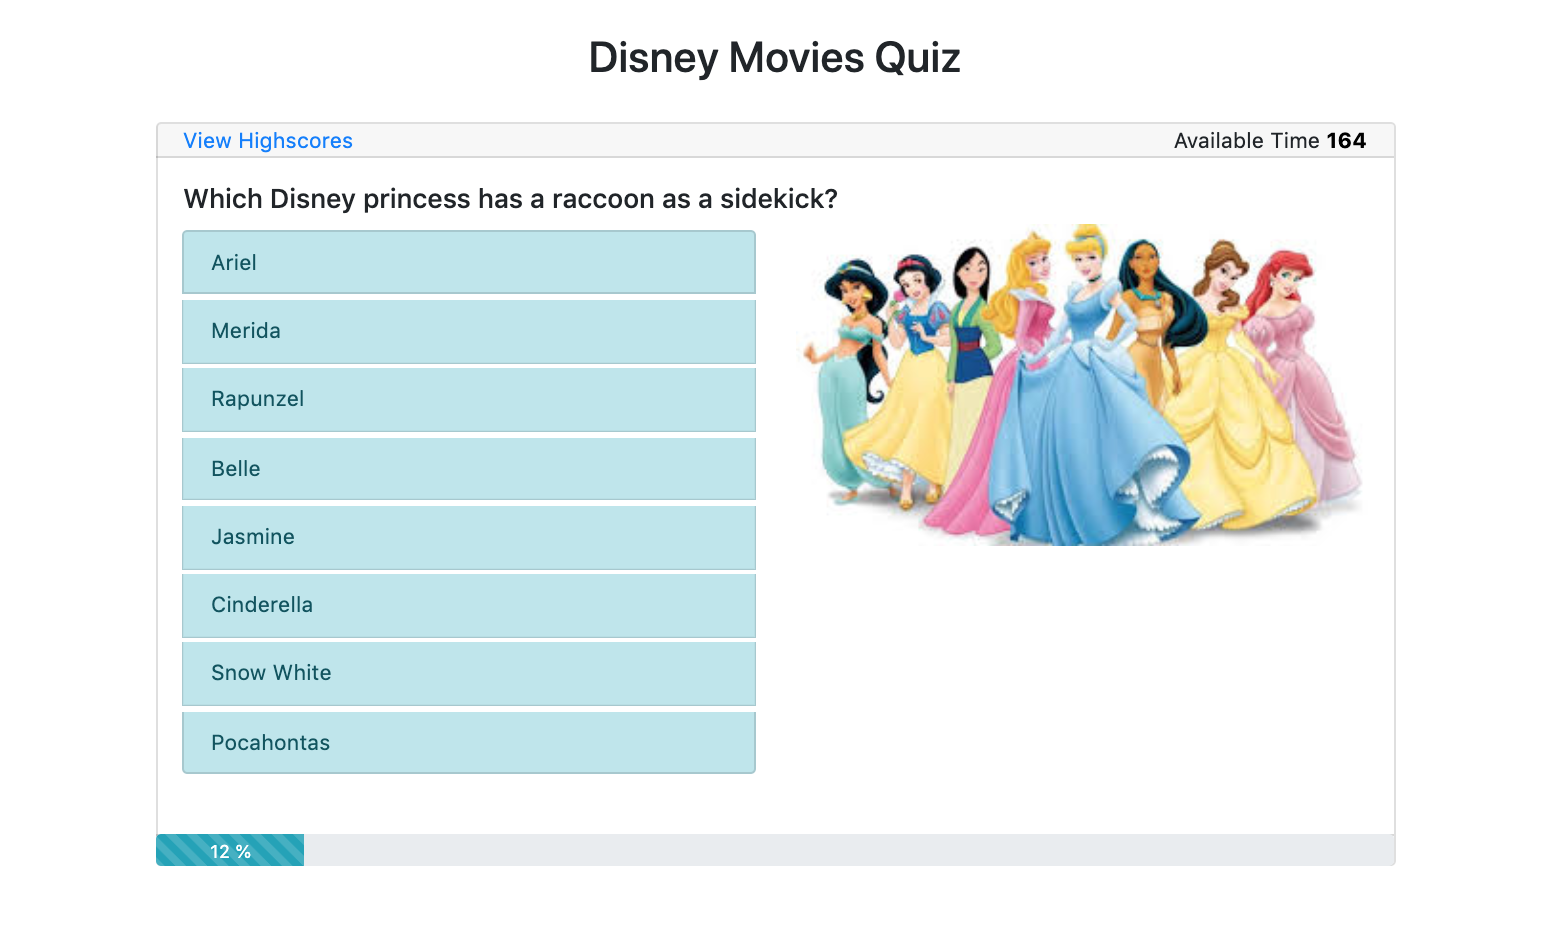 Disney Movies Quiz
View Highscores
Available Time 164
Which Disney princess has a raccoon as a sidekick?
Ariel
Merida
Rapunzel
Belle
Jasmine
Cinderella
Snow White
Pocahontas
12 %